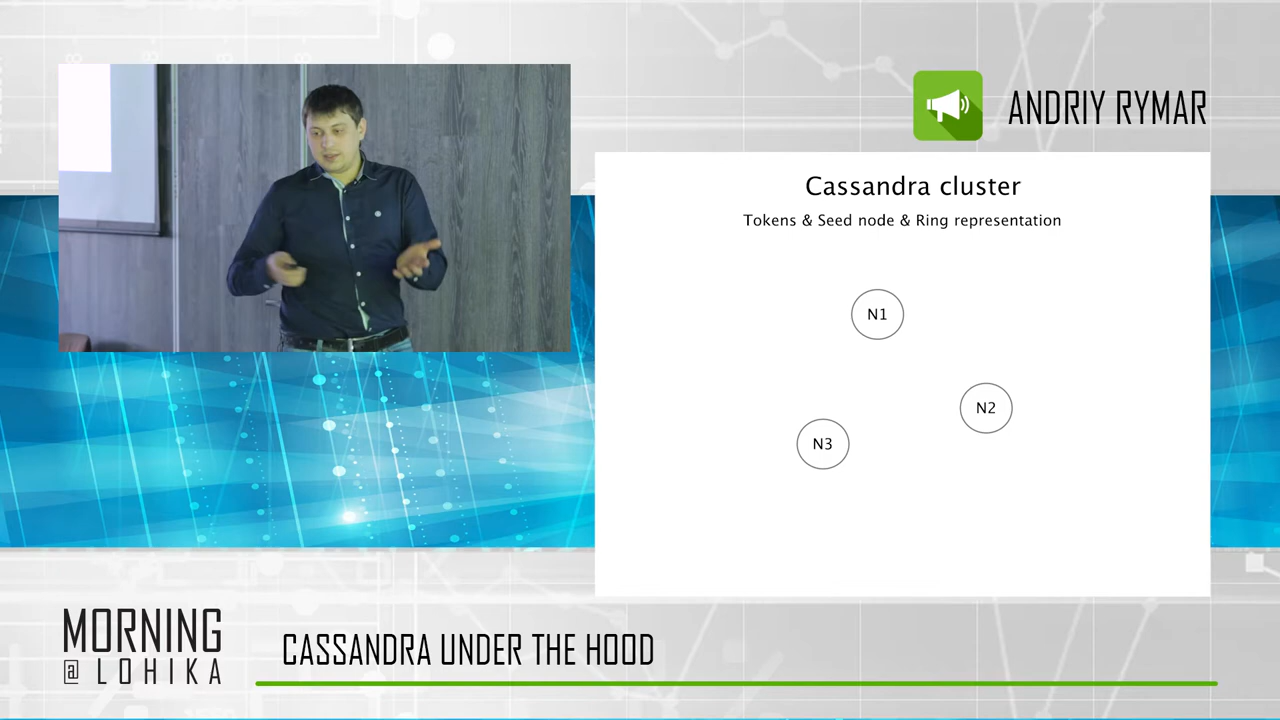 ANDRIY RYMAR
Cassandra cluster
Tokens & Seed node & Ring representation
N1
N2
N3
MORNING
@ LOHIKA
CASSANDRA UNDER THE HOOD